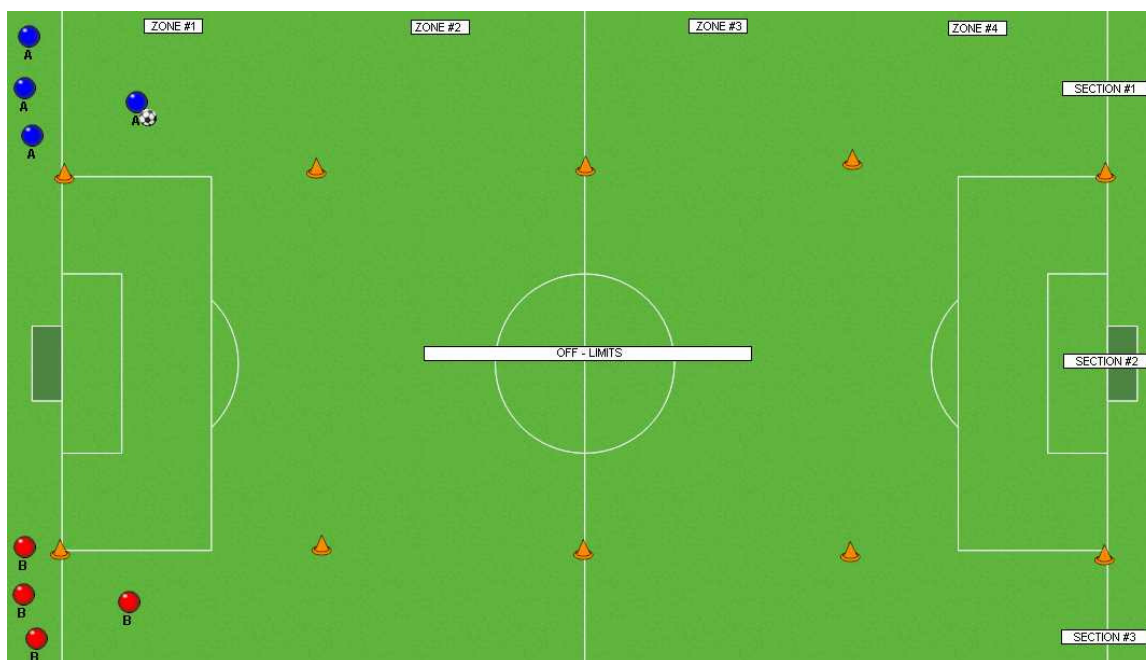 ZONE #1
ZONE #2
ZONE #3
ZONE #4
A
SECTION #1
A
A
A
OFF - LIMITS
SECTION #2
B
B
B
SECTION #3
B